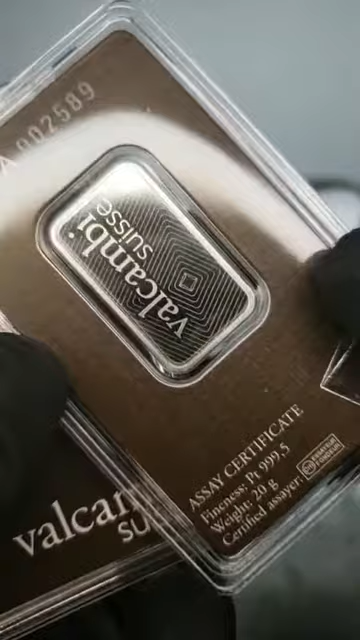 A 002589
valcambi
suisse
ASSAY CERTIFICATE
Fineness: Pt 999.5
Weight: 20 g
Certified assayer:
valcam
su